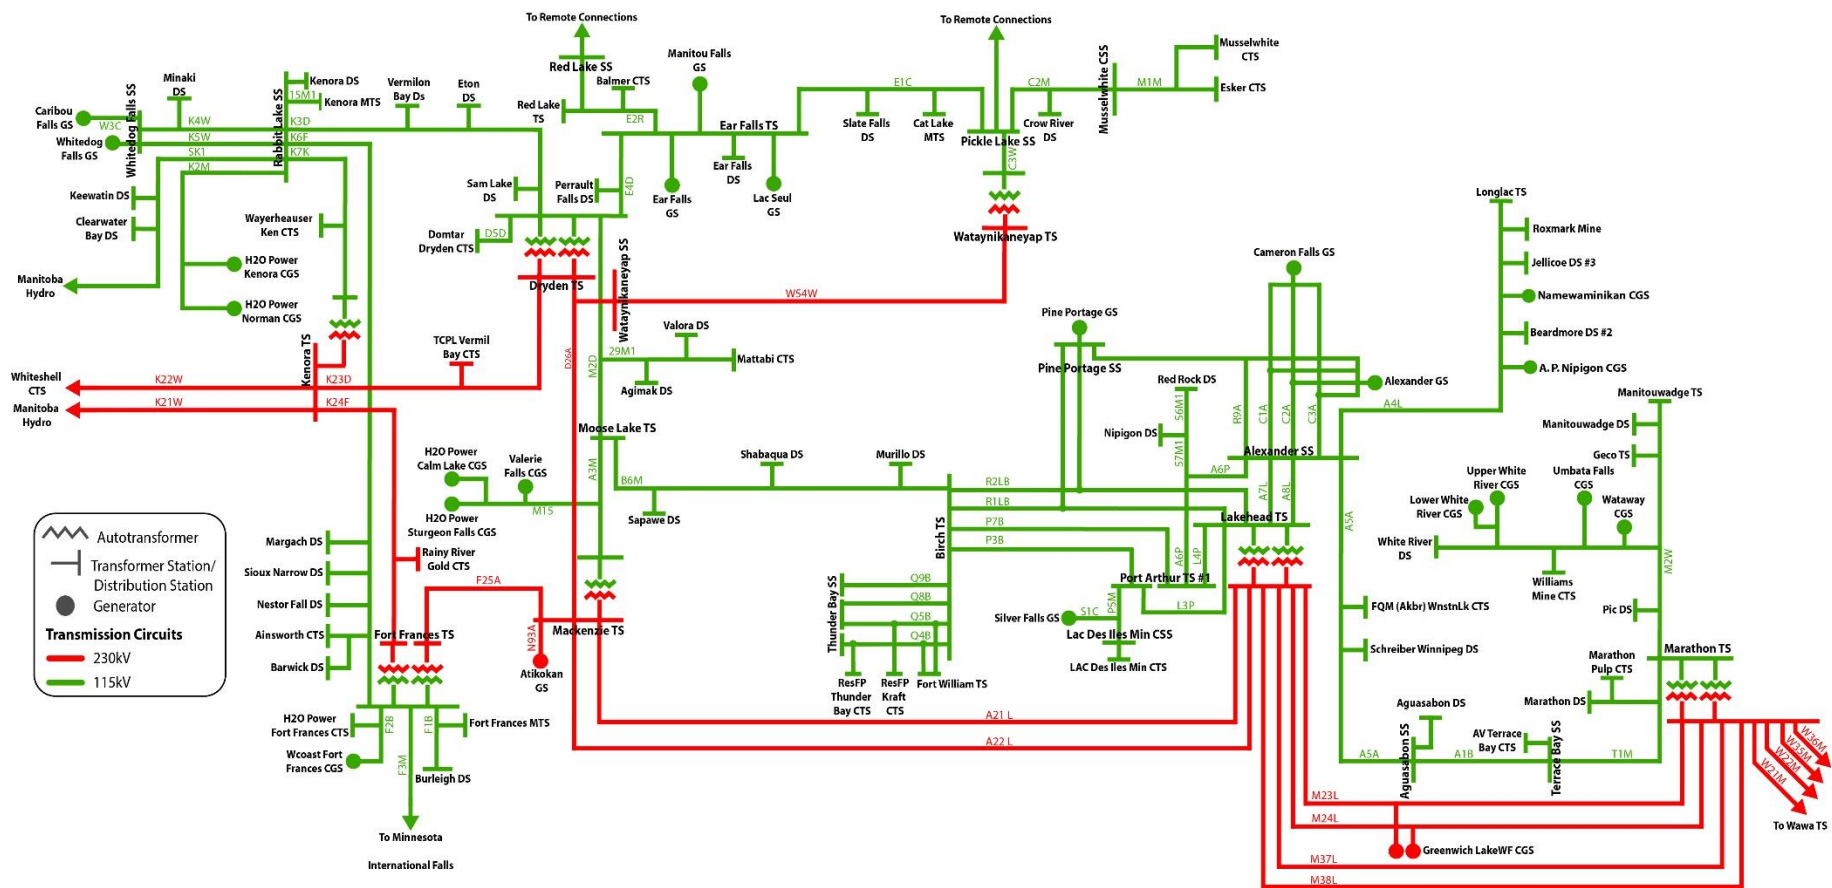 To Remote Connections
To Remote Connections
Red Lake SS
Manitou Falls
GS
Musselwhite
CTS
Musselwhite CSS
Minaki
DS
Kenora DS
Vermilon
Bay Ds
Eton
DS
Balmer CTS
E1C
C2M
M1M
Esker CTS
Caribou
Falls GS
W3C
Whitedog Falls SS
K4W
Rabbit Lake SS
15M1
Kenora MTS
K3D
Red Lake
TS
E2R
Ear Falls TS
Slate Falls
DS
Cat Lake
MTS
Pickle Lake SS
Crow River
DS
Whitedog
Falls GS
K5W
K6F
SK1
K7K
K2M
C3W
Keewatin DS
Clearwater
Bay DS
Wayerheauser
Ken CTS
Sam Lake
DS
Perrault
Falls DS
E4D
Ear Falls
GS
Ear Falls
DS
Lac Seul
GS
Longlac TS
Domtar
Dryden CTS
D5D
Wataynikaneyap TS
Roxmark Mine
Manitoba
Hydro
H2O Power
Kenora CGS
H2O Power
Norman CGS
Dryden TS
Wataynikaneyap SS
W54W
Cameron Falls GS
Jellicoe DS #3
Namewaminikan CGS
Beardmore DS #2
A. P. Nipigon CGS
Kenora TS
TCPL Vermil
Bay CTS
D26A
M2D
29M1
Valora DS
Mattabi CTS
Agimak DS
Pine Portage GS
Pine Portage SS
Whiteshell
CTS
K22W
K23D
Manitoba
Hydro
K21W
K24F
Red Rock DS
56M1
Nipigon DS
57M1
R9A
C1A
C2A
C3A
Alexander GS
A4L
Manitouwadge TS
Manitouwadge DS
Geco TS
Moose Lake TS
A3M
B6M
Shabaqua DS
Murillo DS
Sapawe DS
Alexander SS
A6P
A7L
A8L
H2O Power
Calm Lake CGS
Valerie
Falls CGS
H2O Power
Sturgeon Falls CGS
M15
R2LB
R1LB
P7B
P3B
Birch TS
Lakehead TS
A5A
Upper White
River CGS
Lower White
River CGS
Umbata Falls
CGS
Wataway
CGS
White River
DS
Williams
Mine CTS
M2W
Autotransformer
Transformer Station/
Distribution Station
Generator
Transmission Circuits
230kV
115kV
Margach DS
Sioux Narrow DS
Nestor Fall DS
Ainsworth CTS
Barwick DS
Rainy River
Gold CTS
F25A
Fort Frances TS
N93A
Mackenzie TS
Atikokan
GS
Thunder Bay SS
Q9B
Q8B
Q5B
Q4B
ResFP
Thunder
Bay CTS
ResFP
Kraft
CTS
Fort William TS
A6P
L4P
Port Arthur TS #1
P5M
L3P
Silver Falls GS
S1C
Lac Des Iles Min CSS
LAC Des Iles Min CTS
FQM (Akbr) WnstnLk CTS
Schreiber Winnipeg DS
Pic DS
Marathon TS
Marathon
Pulp CTS
Marathon DS
H2O Power
Fort Frances CTS
F2B
F1B
Fort Frances MTS
Wcoast Fort
Frances CGS
F3M
Burleigh DS
A21 L
A22 L
Aguasabon DS
Aguasabon SS
AV Terrace
Bay CTS
Terrace Bay SS
A5A
A1B
T1M
W36M
W35M
W22M
W21M
To Wawa TS
M23L
M24L
Greenwich LakeWF CGS
M37L
M38L
To Minnesota
International Falls